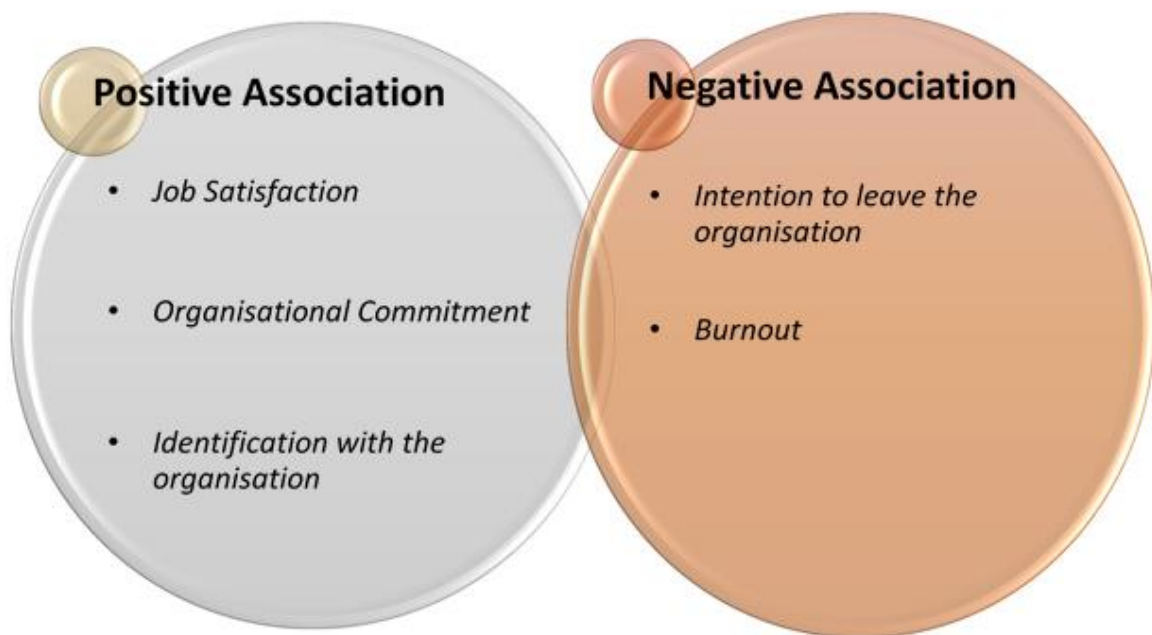 Positive Association
• Job Satisfaction
• Organisational Commitment
• Identification with the
organisation
Negative Association
• Intention to leave the
organisation
• Burnout